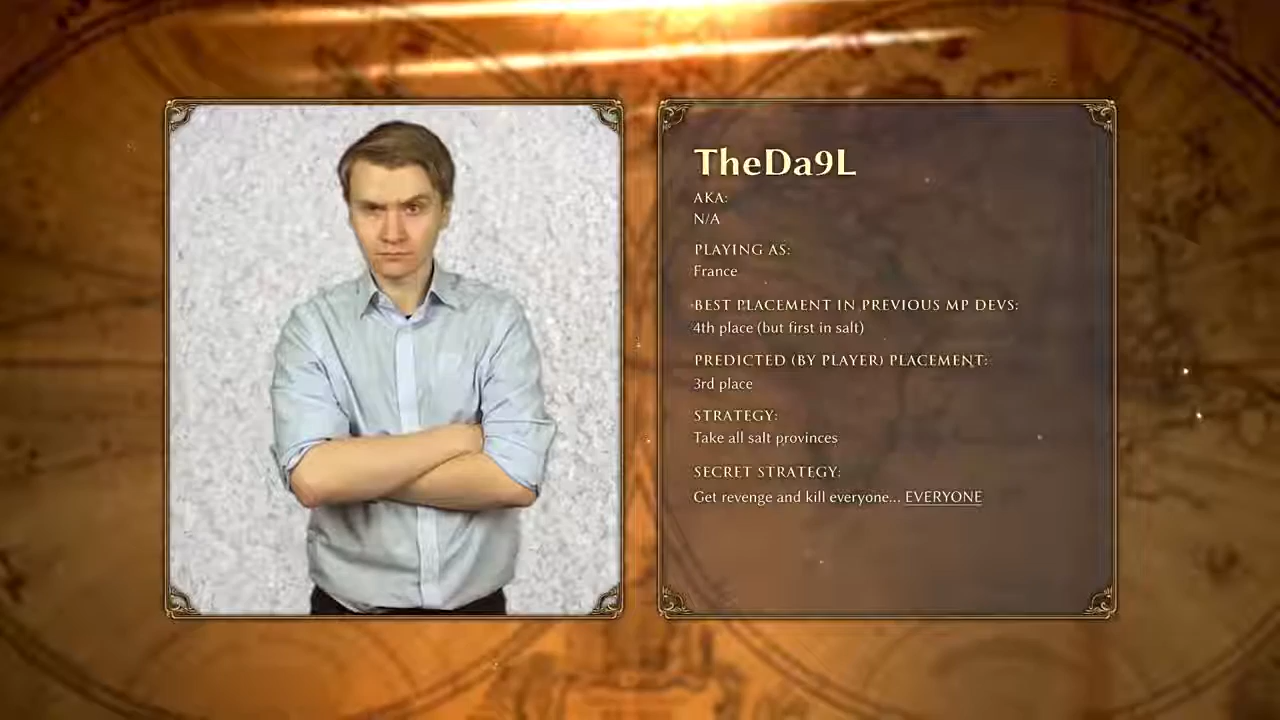 TheDa9L
AKA:
N/A
PLAYING AS:
France
BEST PLACEMENT IN PREVIOUS MP DEVS:
4th place (but first in salt)
PREDICTED (BY PLAYER) PLACEMENT:
3rd place
STRATEGY:
Take all salt provinces
SECRET STRATEGY:
Get revenge and kill everyone... EVERYONE